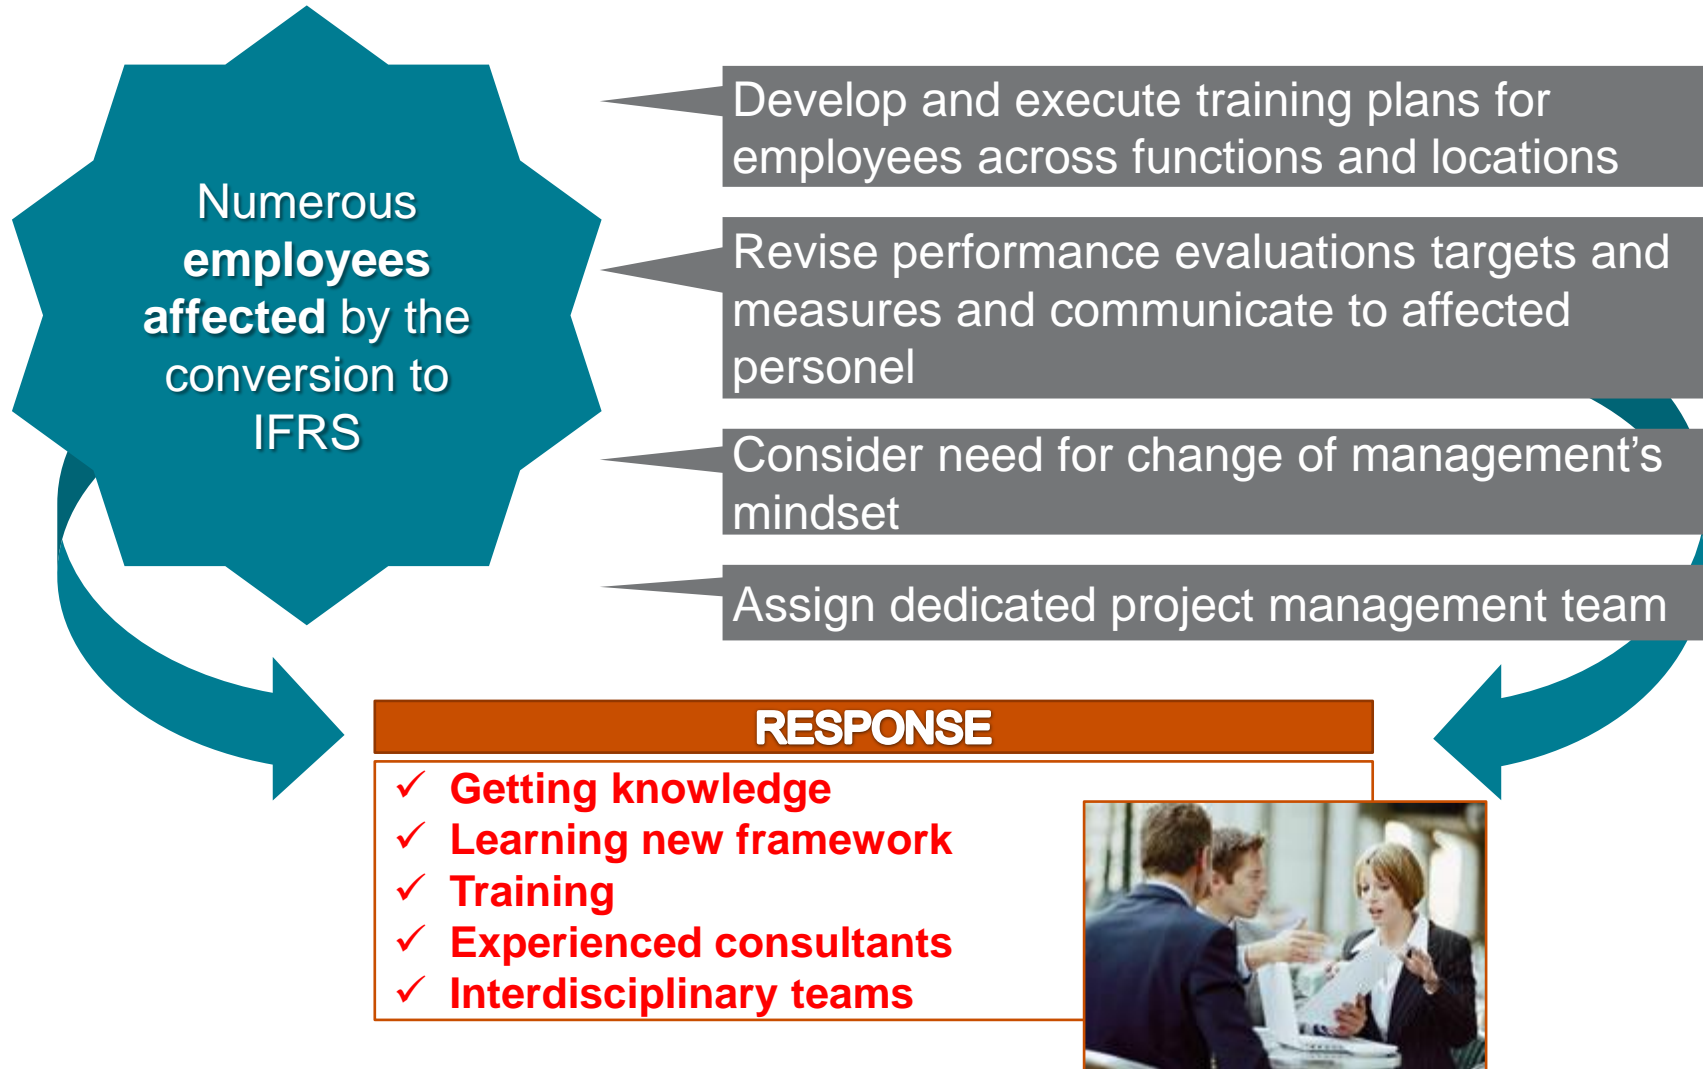 Numerous
employees
affected by the
conversion to
IFRS
Develop and execute training plans for
employees across functions and locations
Revise performance evaluations targets and
measures and communicate to affected
personel
Consider need for change of management’s
mindset
Assign dedicated project management team
RESPONSE
✓ Getting knowledge
✓ Learning new framework
✓ Training
✓ Experienced consultants
✓ Interdisciplinary teams